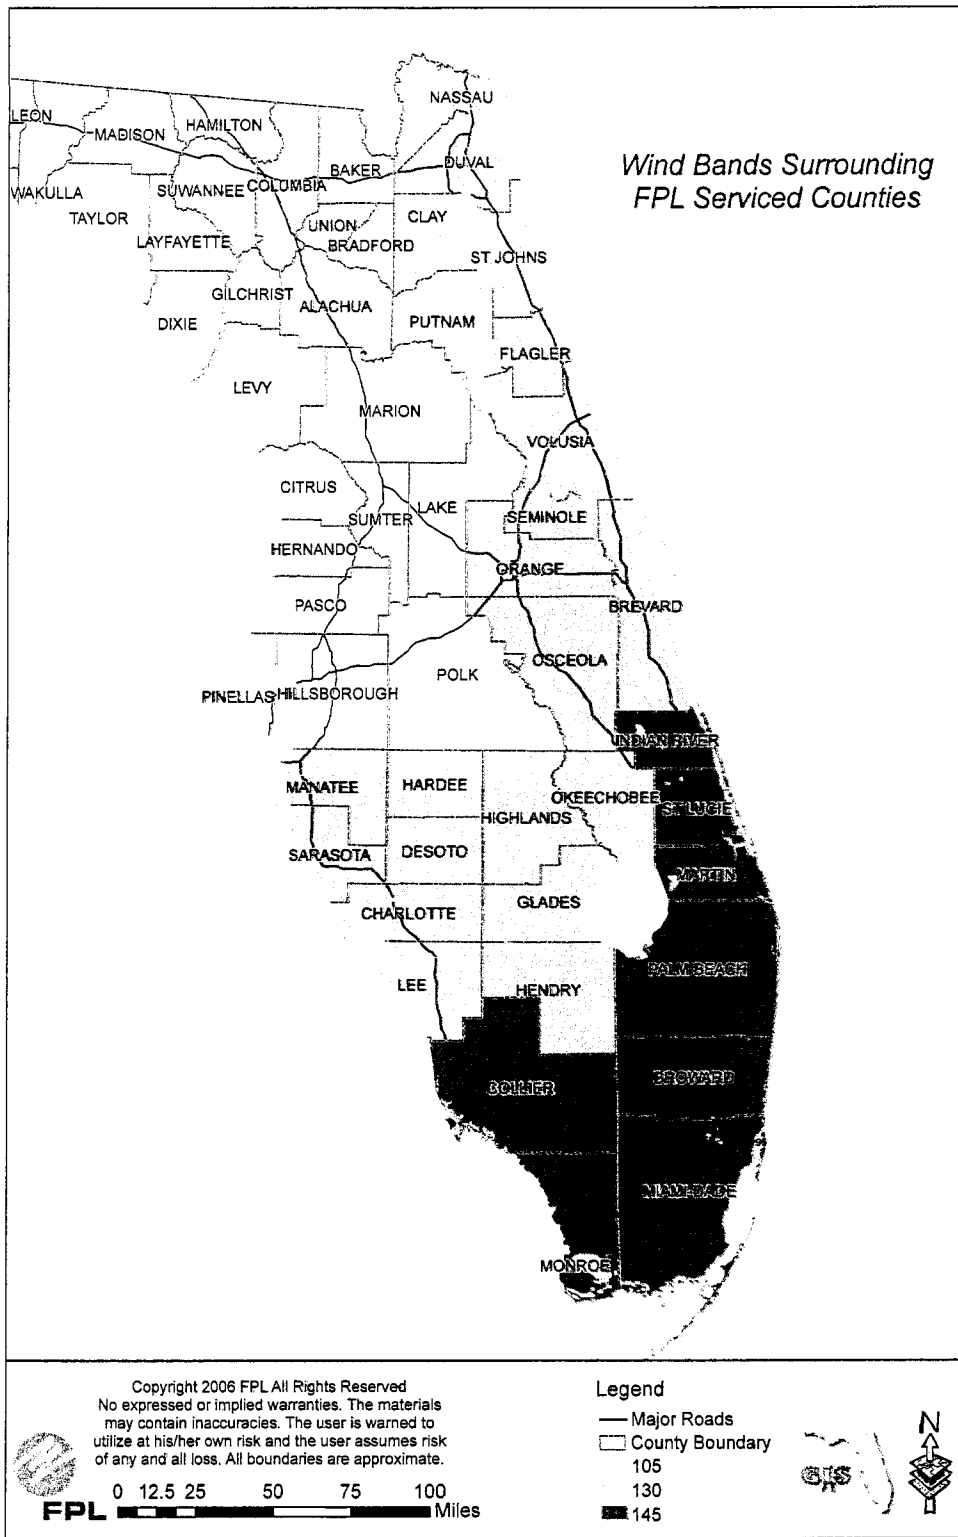 Wind Bands Surrounding
FPL Serviced Counties
NASSAU
LEON
MADISON
HAMILTON
DUVAL
BAKER
WAKULLA
SUWANNEE
COLUMBIA
TAYLOR
CLAY
UNION
BRADFORD
LAYFAYETTE
ST JOHNS
GILCHRIST
ALACHUA
DIXIE
PUTNAM
FLAGLER
LEVY
MARION
VOLUSIA
CITRUS
LAKE
SUMTER
SEMINOLE
HERNANDO
ORANGE
PASCO
BREVARD
OSCEOLA
POLK
PINELLAS
HILLSBOROUGH
INDIAN RIVER
MANATEE
HARDEE
OKEECHOBEE
ST LUCIE
HIGHLANDS
SARASOTA
DESOTO
MARTIN
GLADES
CHARLOTTE
PALM BEACH
LEE
HENDRY
BROWARD
COLLIER
MIAMI-DADE
MONROE
Copyright 2006 FPL All Rights Reserved
No expressed or implied warranties. The materials
may contain inaccuracies. The user is warned to
utilize at his/her own risk and the user assumes risk
of any and all loss. All boundaries are approximate.
FPL
0 12.5 25 50 75 100
Miles
Legend
Major Roads
County Boundary
105
130
145
GIS
N